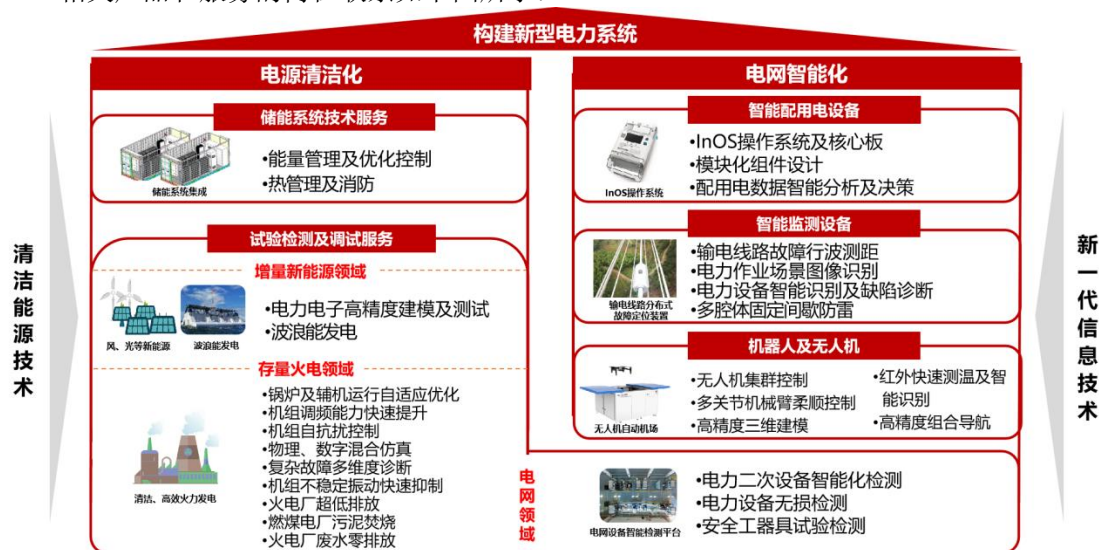 构建新型电力系统
电源清洁化
储能系统技术服务
储能系统集成
•能量管理及优化控制
•热管理及消防
试验检测及调试服务
增量新能源领域
风、光等新能源
波浪能发电
•电力电子高精度建模及测试
•波浪能发电
存量火电领域
清洁、高效火力发电
•锅炉及辅机运行自适应优化
•机组调频能力快速提升
•机组自抗扰控制
•物理、数字混合仿真
•复杂故障多维度诊断
•机组不稳定振动快速抑制
•火电厂超低排放
•燃煤电厂污泥焚烧
•火电厂废水零排放
电网智能化
智能配用电设备
InOS操作系统
•InOS操作系统及核心板
•模块化组件设计
•配用电数据智能分析及决策
智能监测设备
输电线路分布式
故障定位装置
•输电线路故障行波测距
•电力作业场景图像识别
•电力设备智能识别及缺陷诊断
•多腔体固定间歇防雷
机器人及无人机
无人机自动机场
•无人机集群控制
•多关节机械臂柔顺控制
•高精度三维建模
•红外快速测温及智
能识别
•高精度组合导航
电网领域
电网设备智能检测平台
•电力二次设备智能化检测
•电力设备无损检测
•安全工器具试验检测
清洁能源技术
新一代信息技术